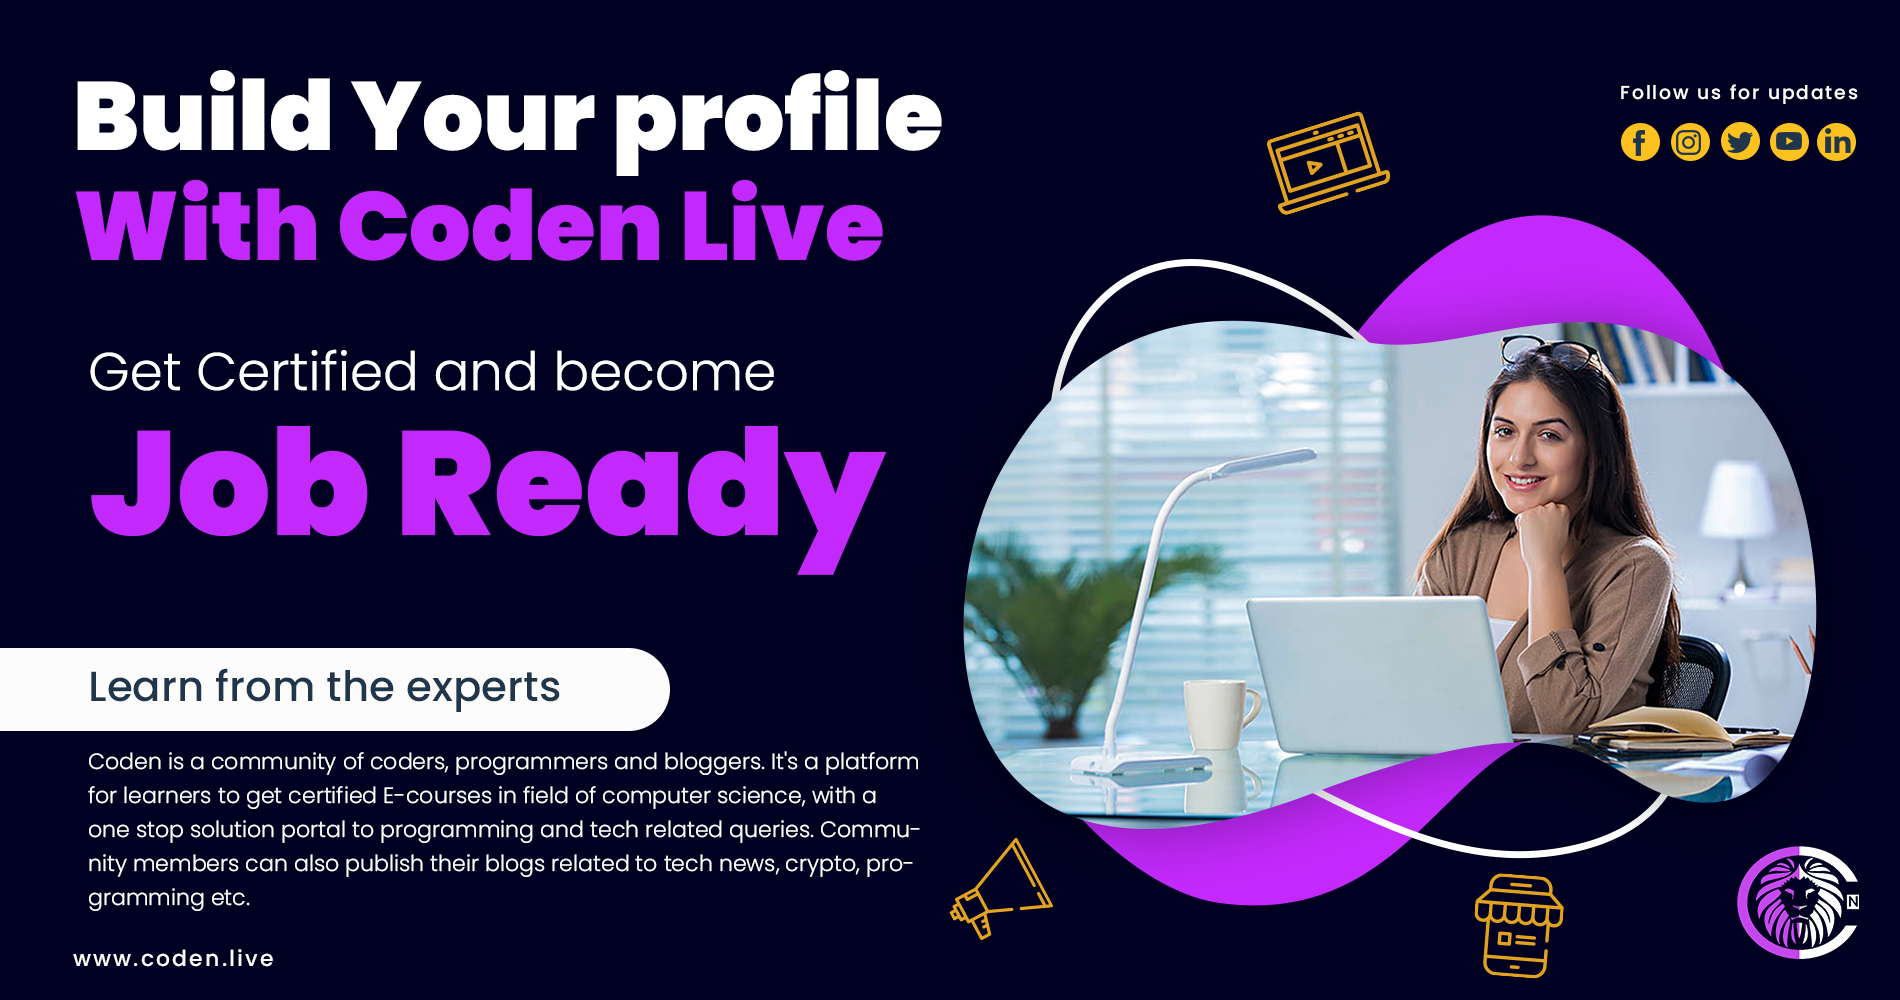 Build Your profile
With Coden Live
Follow us for updates
Get Certified and become
Job Ready
Learn from the experts
Coden is a community of coders, programmers and bloggers. It's a platform
for learners to get certified E-courses in field of computer science, with a
one stop solution portal to programming and tech related queries. Commu-
nity members can also publish their blogs related to tech news, crypto, pro-
gramming etc.
www.coden.live
N